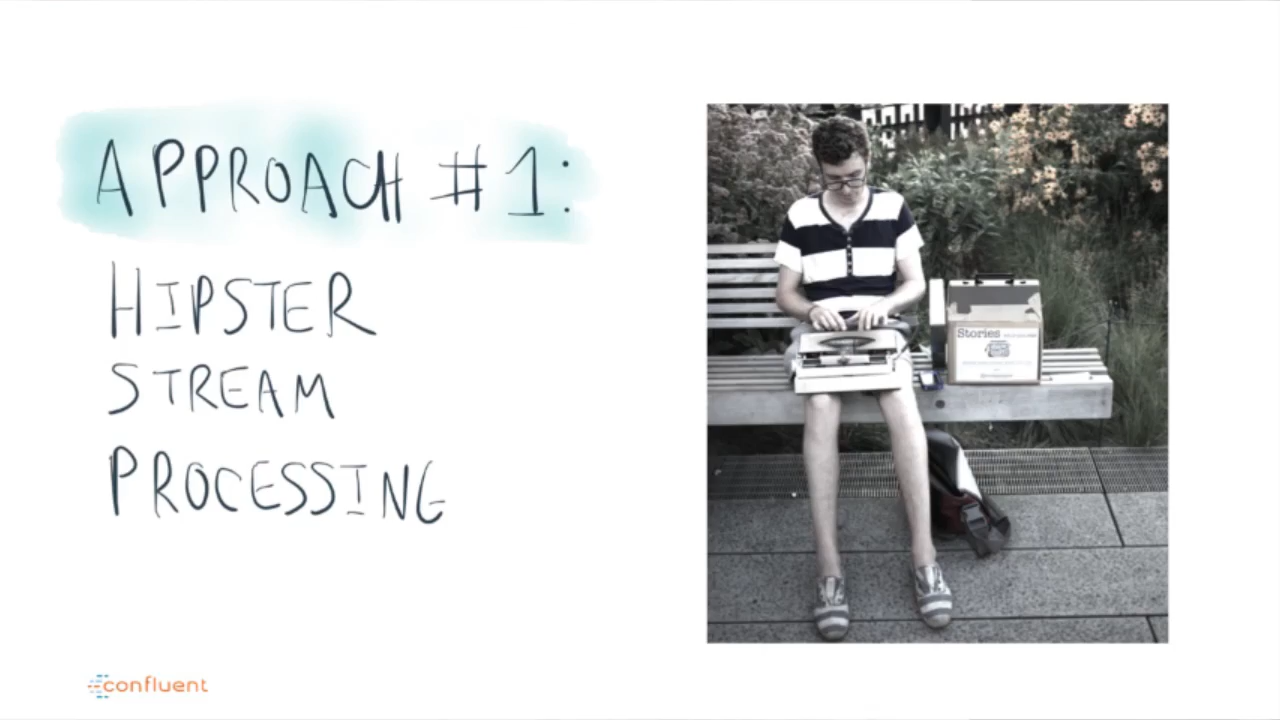 APPROACH #1:
HIPSTER
STREAM
PROCESSING
Stories
confluent